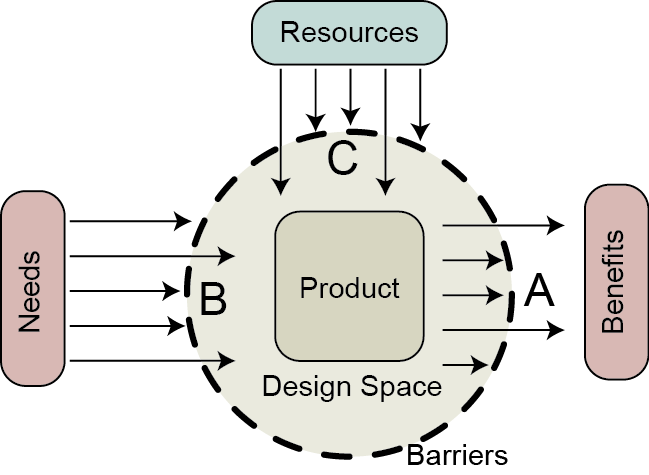 Resources
C
Needs
B
Product
A
Benefits
Design Space
Barriers